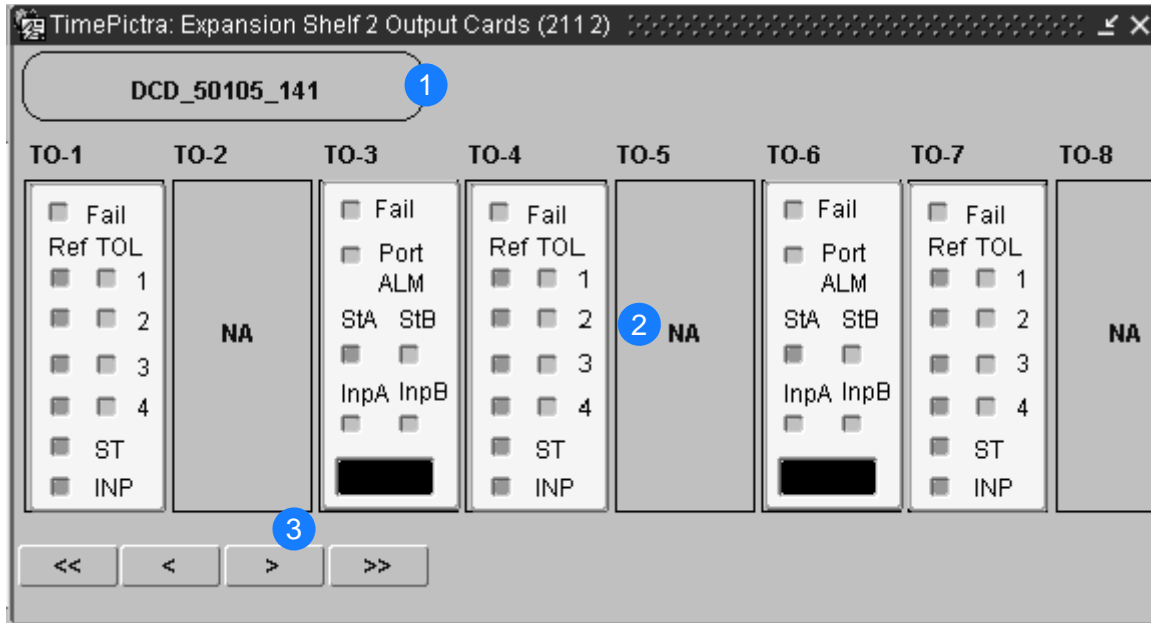 TimePictra: Expansion Shelf 2 Output Cards (211 2)
DCD_50105_141
1
TO-1 TO-2 TO-3 TO-4 TO-5 TO-6 TO-7 TO-8
Fail
Ref TOL
1
2
3
4
ST
INP
NA
Fail
Port
ALM
StA StB
InpA InpB
Fail
Ref TOL
1
2
3
4
ST
INP
2
NA
Fail
Port
ALM
StA StB
InpA InpB
Fail
Ref TOL
1
2
3
4
ST
INP
NA
3
<< < > >>